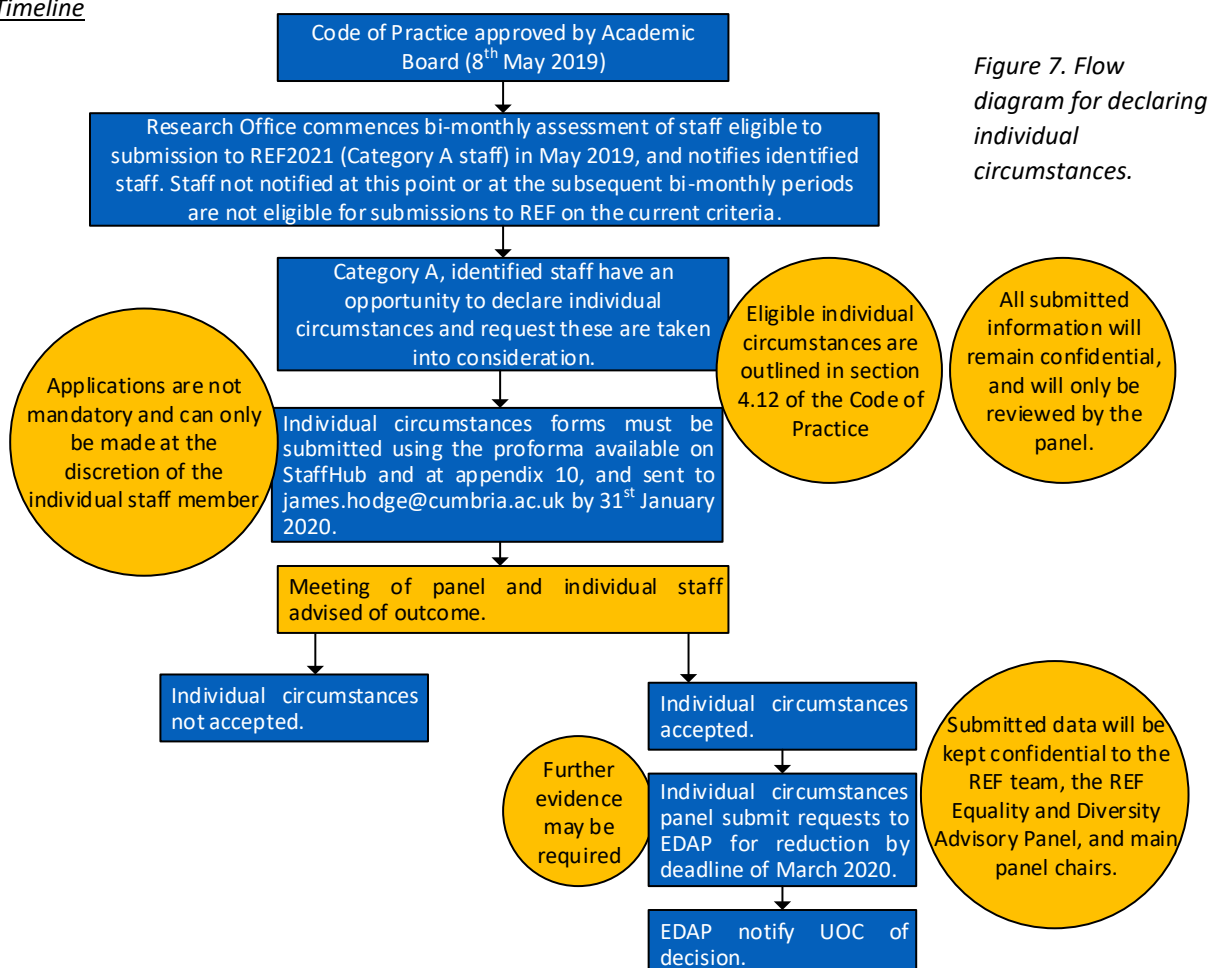 Timeline
Code of Practice approved by Academic
Board (8th May 2019)
Figure 7. Flow
diagram for declaring
individual
circumstances.
Research Office commences bi-monthly assessment of staff eligible to
submission to REF2021 (Category A staff) in May 2019, and notifies identified
staff. Staff not notified at this point or at the subsequent bi-monthly periods
are not eligible for submissions to REF on the current criteria.
Category A, identified staff have an
opportunity to declare individual
circumstances and request these are taken
into consideration.
Eligible individual
circumstances are
outlined in section
4.12 of the Code of
Practice
All submitted
information will
remain confidential,
and will only be
reviewed by the
panel.
Applications are not
mandatory and can only
be made at the
discretion of the
individual staff member
Individual circumstances forms must be
submitted using the proforma available on
StaffHub and at appendix 10, and sent to
james.hodge@cumbria.ac.uk by 31st January
2020.
Meeting of panel and individual staff
advised of outcome.
Individual circumstances
not accepted.
Individual circumstances
accepted.
Further
evidence
may be
required
Individual circumstances
panel submit requests to
EDAP for reduction by
deadline of March 2020.
Submitted data will be
kept confidential to the
REF team, the REF
Equality and Diversity
Advisory Panel, and main
panel chairs.
EDAP notify UOC of
decision.